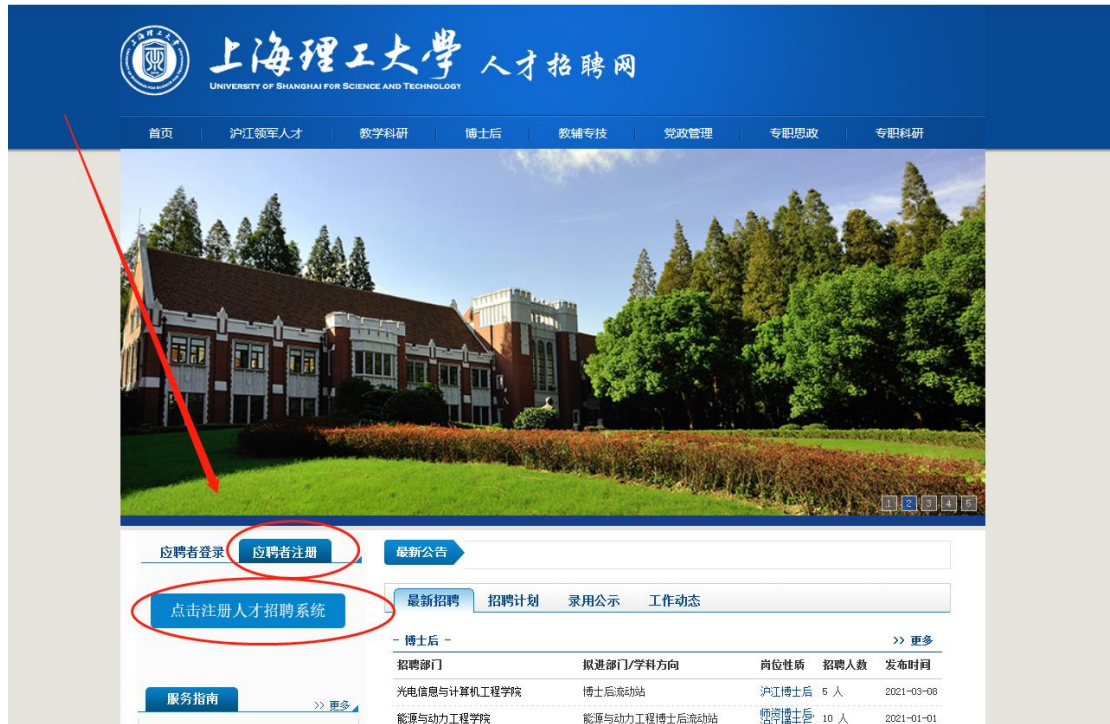 上海理工大學 人才招聘网
UNIVERSITY OF SHANGHAI FOR SCIENCE AND TECHNOLOGY
首页 沪江领军人才 教学科研 博士后 教辅专技 党政管理 专职思政 专职科研
1 2 3 4 5
应聘者登录 应聘者注册 最新公告
点击注册人才招聘系统
最新招聘 招聘计划 录用公示 工作动态
- 博士后 - >> 更多
招聘部门 拟进部门/学科方向 岗位性质 招聘人数 发布时间
光电信息与计算机工程学院 博士后流动站 沪江博士后 5 人 2021-03-08
服务指南 >> 更多
能源与动力工程学院 能源与动力工程博士后流动站 师资博士后 10 人 2021-01-01